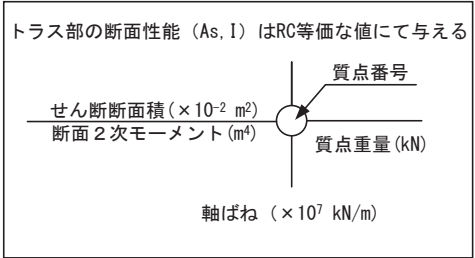 トラス部の断面性能（As,I）はRC等価な値にて与える
質点番号
せん断断面積(×10⁻² m²)
断面２次モーメント(m⁴)
質点重量(kN)
軸ばね（×10⁷ kN/m）